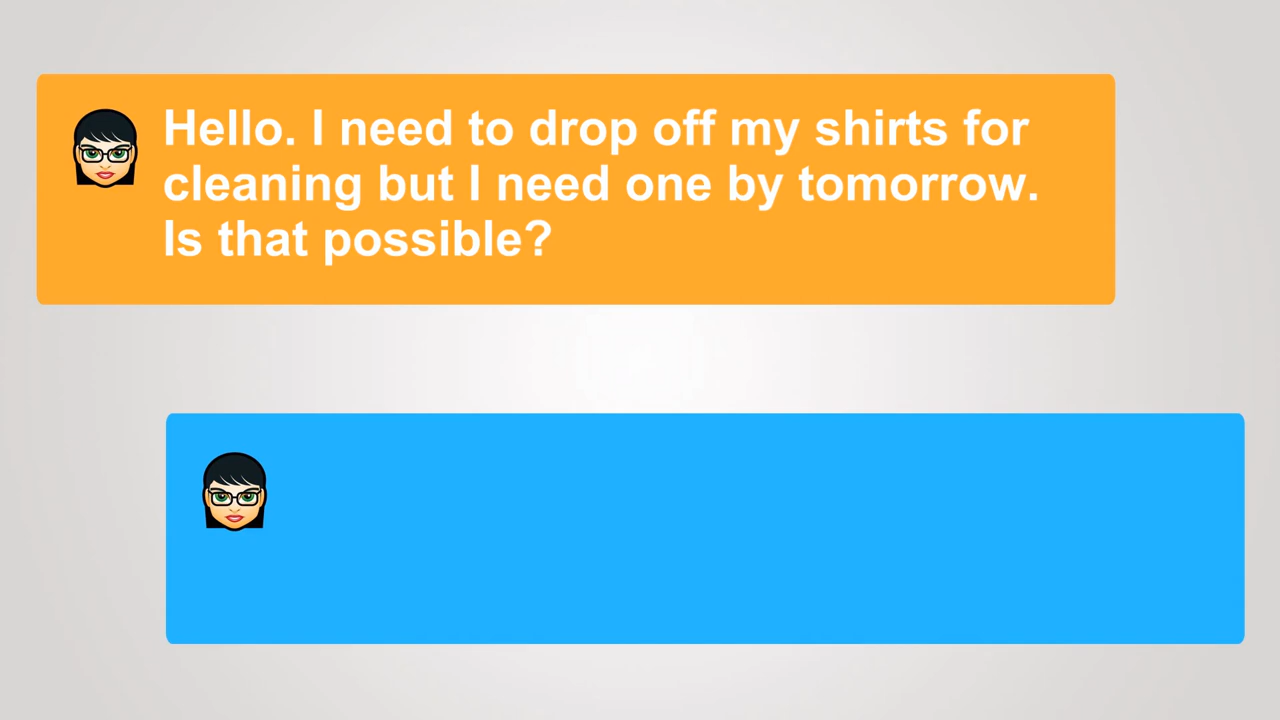 Hello. I need to drop off my shirts for
cleaning but I need one by tomorrow.
Is that possible?